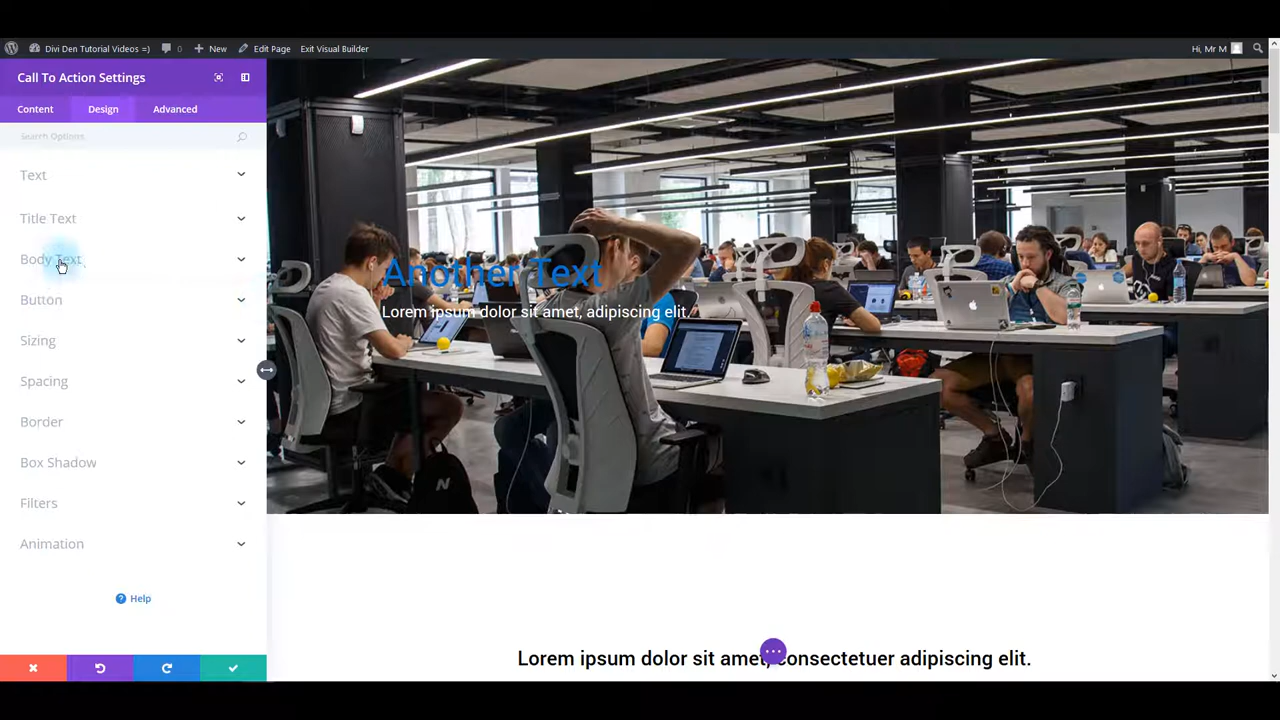 Divi Den Tutorial Videos =) 0 New Edit Page Exit Visual Builder Hi, Mr M
Call To Action Settings
Content Design Advanced
Search Options
Text
Title Text
Body Text
Button
Sizing
Spacing
Border
Box Shadow
Filters
Animation
Help
Another Text
Lorem ipsum dolor sit amet, adipiscing elit.
N
Lorem ipsum dolor sit amet, consectetuer adipiscing elit.